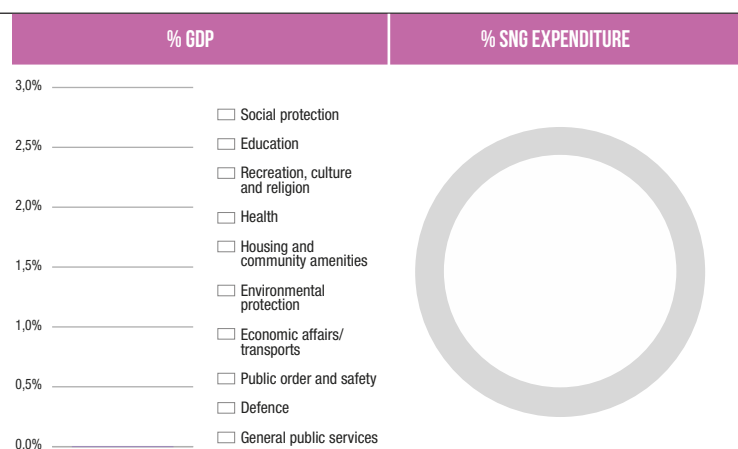 % GDP
% SNG EXPENDITURE
3,0%
2,5%
2,0%
1,5%
1,0%
0,5%
0.0%
Social protection
Education
Recreation, culture
and religion
Health
Housing and
community amenities
Environmental
protection
Economic affairs/
transports
Public order and safety
Defence
General public services